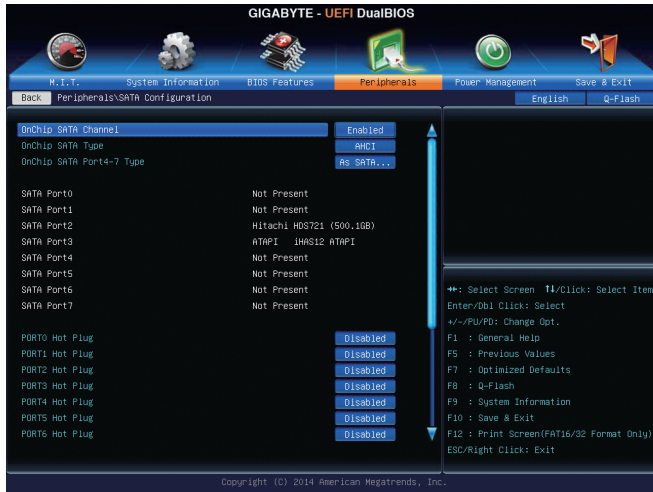 GIGABYTE - UEFI DualBIOS
M.I.T. System Information BIOS Features Peripherals Power Management Save & Exit
Back Peripherals\SATA Configuration English Q-Flash
OnChip SATA Channel Enabled
OnChip SATA Type AHCI
OnChip SATA Port4-7 Type As SATA...
SATA Port0 Not Present
SATA Port1 Not Present
SATA Port2 Hitachi HDS721 (500.1GB)
SATA Port3 ATAPI iHAS12 ATAPI
SATA Port4 Not Present
SATA Port5 Not Present
SATA Port6 Not Present
SATA Port7 Not Present
PORT0 Hot Plug Disabled
PORT1 Hot Plug Disabled
PORT2 Hot Plug Disabled
PORT3 Hot Plug Disabled
PORT4 Hot Plug Disabled
PORT5 Hot Plug Disabled
PORT6 Hot Plug Disabled
→←: Select Screen ↑↓/Click: Select Item
Enter/Dbl Click: Select
+/-/PU/PD: Change Opt.
F1 : General Help
F5 : Previous Values
F7 : Optimized Defaults
F8 : Q-Flash
F9 : System Information
F10 : Save & Exit
F12 : Print Screen(FAT16/32 Format Only)
ESC/Right Click: Exit
Copyright (C) 2014 American Megatrends, Inc.